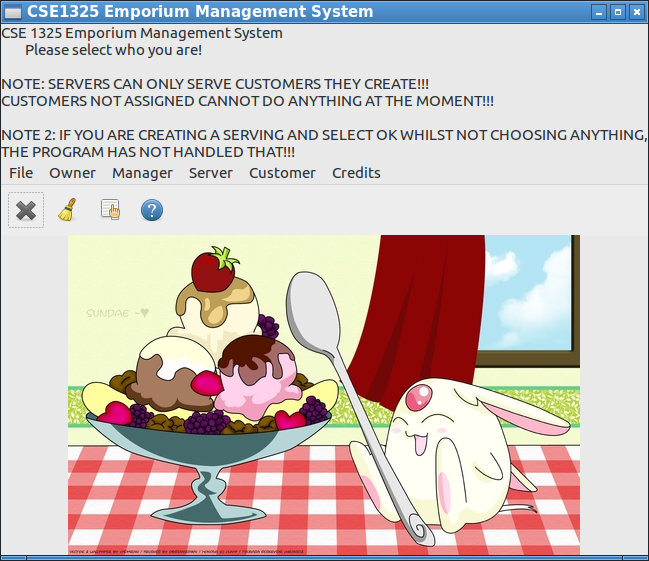 CSE1325 Emporium Management System
CSE 1325 Emporium Management System
Please select who you are!
NOTE: SERVERS CAN ONLY SERVE CUSTOMERS THEY CREATE!!!
CUSTOMERS NOT ASSIGNED CANNOT DO ANYTHING AT THE MOMENT!!!
NOTE 2: IF YOU ARE CREATING A SERVING AND SELECT OK WHILST NOT CHOOSING ANYTHING,
THE PROGRAM HAS NOT HANDLED THAT!!!
File Owner Manager Server Customer Credits
?
SUNDAE ~♥